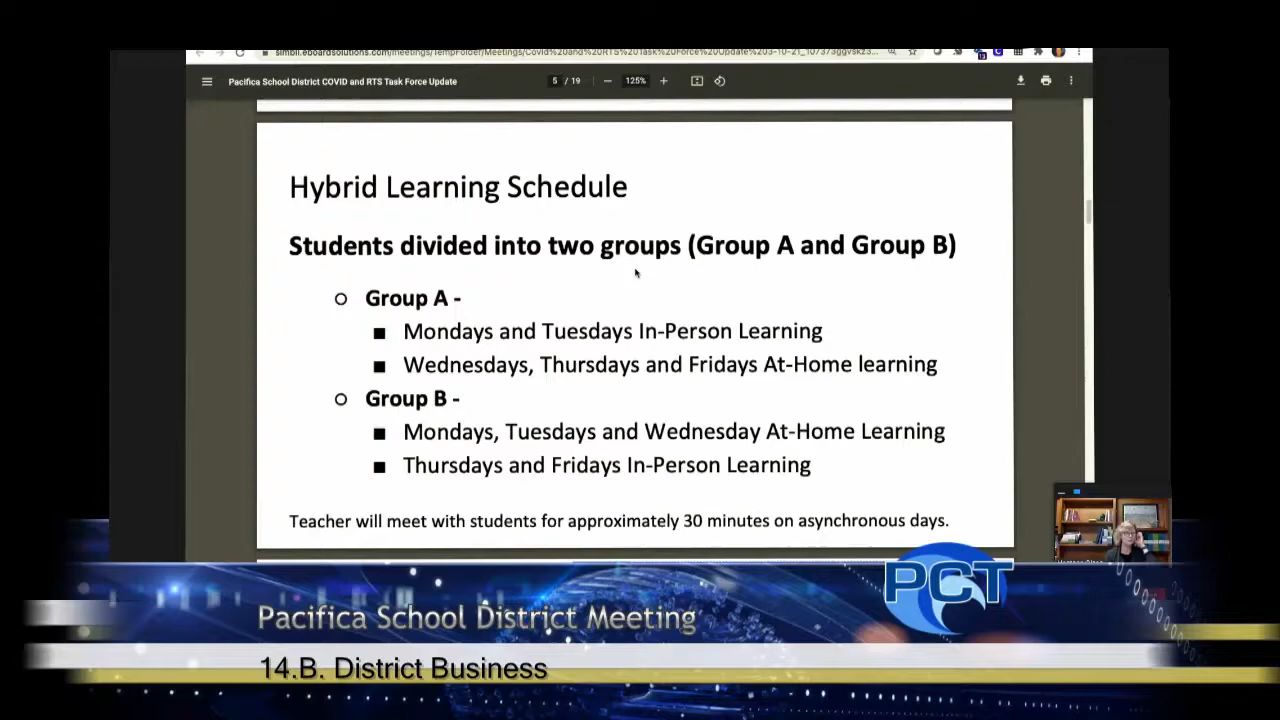 Pacifica School District COVID and RTS Task Force Update
5 / 19
125%
Hybrid Learning Schedule
Students divided into two groups (Group A and Group B)
Group A -
Mondays and Tuesdays In-Person Learning
Wednesdays, Thursdays and Fridays At-Home learning
Group B -
Mondays, Tuesdays and Wednesday At-Home Learning
Thursdays and Fridays In-Person Learning
Teacher will meet with students for approximately 30 minutes on asynchronous days.
PCT
Pacifica School District Meeting
14.B. District Business